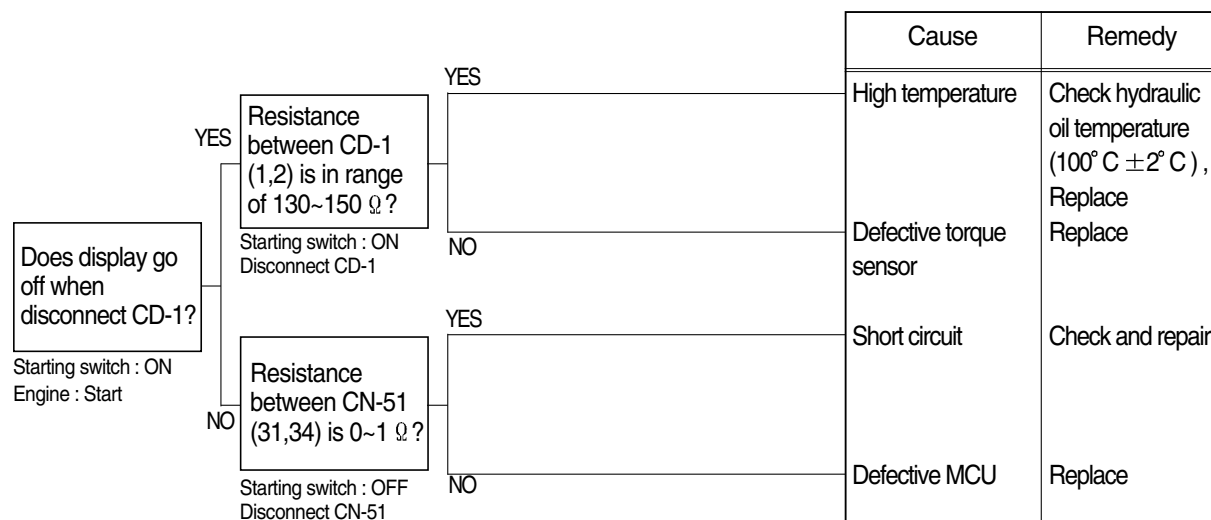 Cause
Remedy
YES
High temperature
Check hydraulic
oil temperature
(100°C ±2°C) ,
Replace
YES
Resistance
between CD-1
(1,2) is in range
of 130~150 Ω?
Starting switch : ON
Disconnect CD-1
NO
Defective torque
sensor
Replace
Does display go
off when
disconnect CD-1?
Starting switch : ON
Engine : Start
YES
Short circuit
Check and repair
NO
Resistance
between CN-51
(31,34) is 0~1 Ω?
Starting switch : OFF
Disconnect CN-51
NO
Defective MCU
Replace